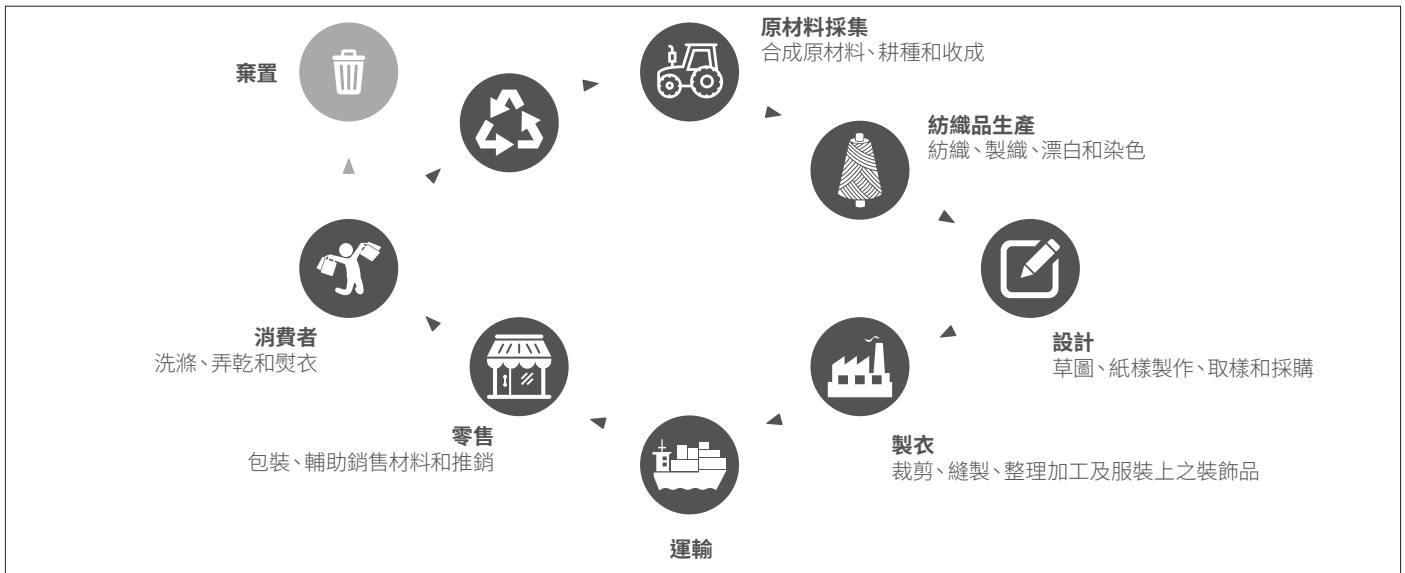 原材料採集
合成原材料、耕種和收成
棄置
紡織品生產
紡織、製織、漂白和染色
設計
草圖、紙樣製作、取樣和採購
消費者
洗滌、弄乾和熨衣
製衣
裁剪、縫製、整理加工及服裝上之裝飾品
零售
包裝、輔助銷售材料和推銷
運輸